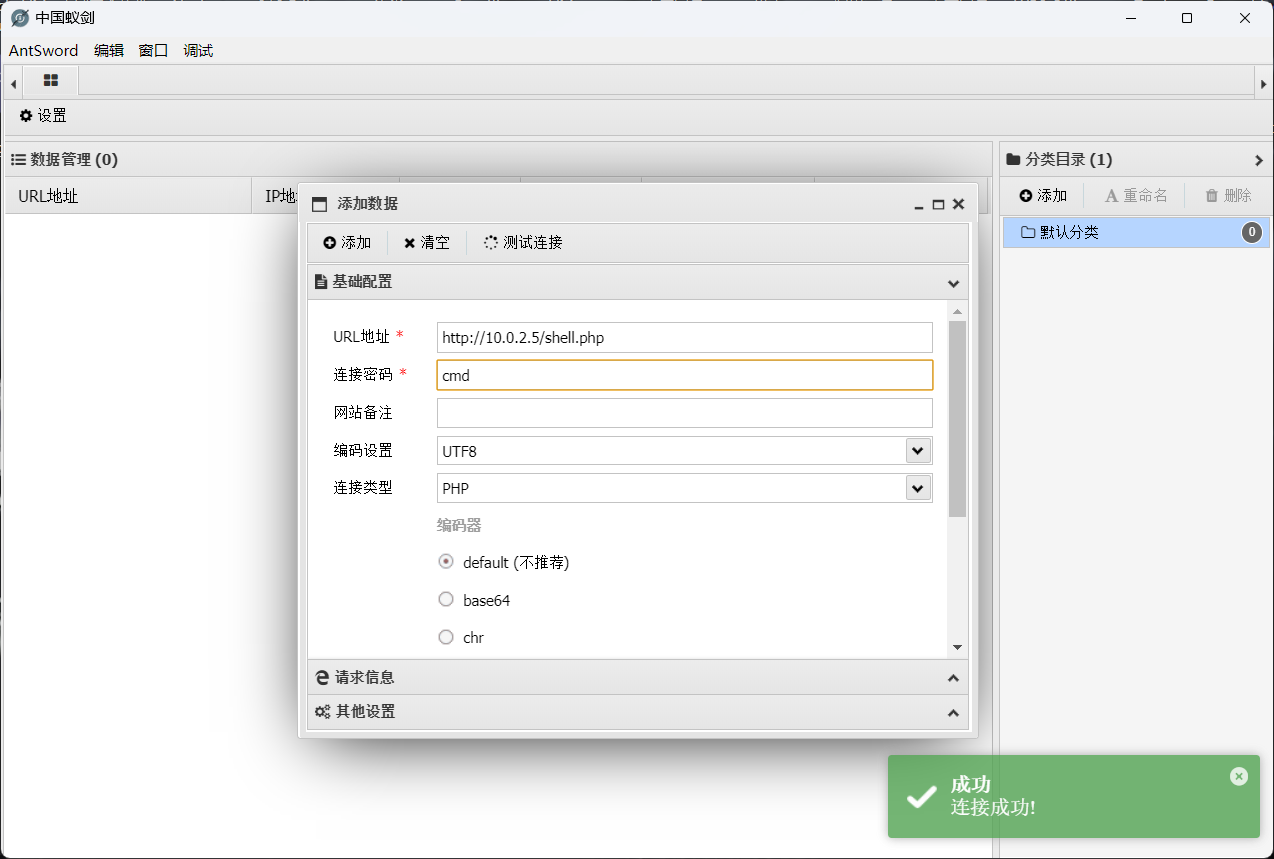 中国蚁剑
AntSword 编辑 窗口 调试
设置
数据管理 (0)
URL地址 IP地
分类目录 (1)
添加 重命名 删除
默认分类 0
添加数据
添加 清空 测试连接
基础配置
URL地址 * http://10.0.2.5/shell.php
连接密码 * cmd
网站备注
编码设置 UTF8
连接类型 PHP
编码器
default (不推荐)
base64
chr
请求信息
其他设置
成功
连接成功!